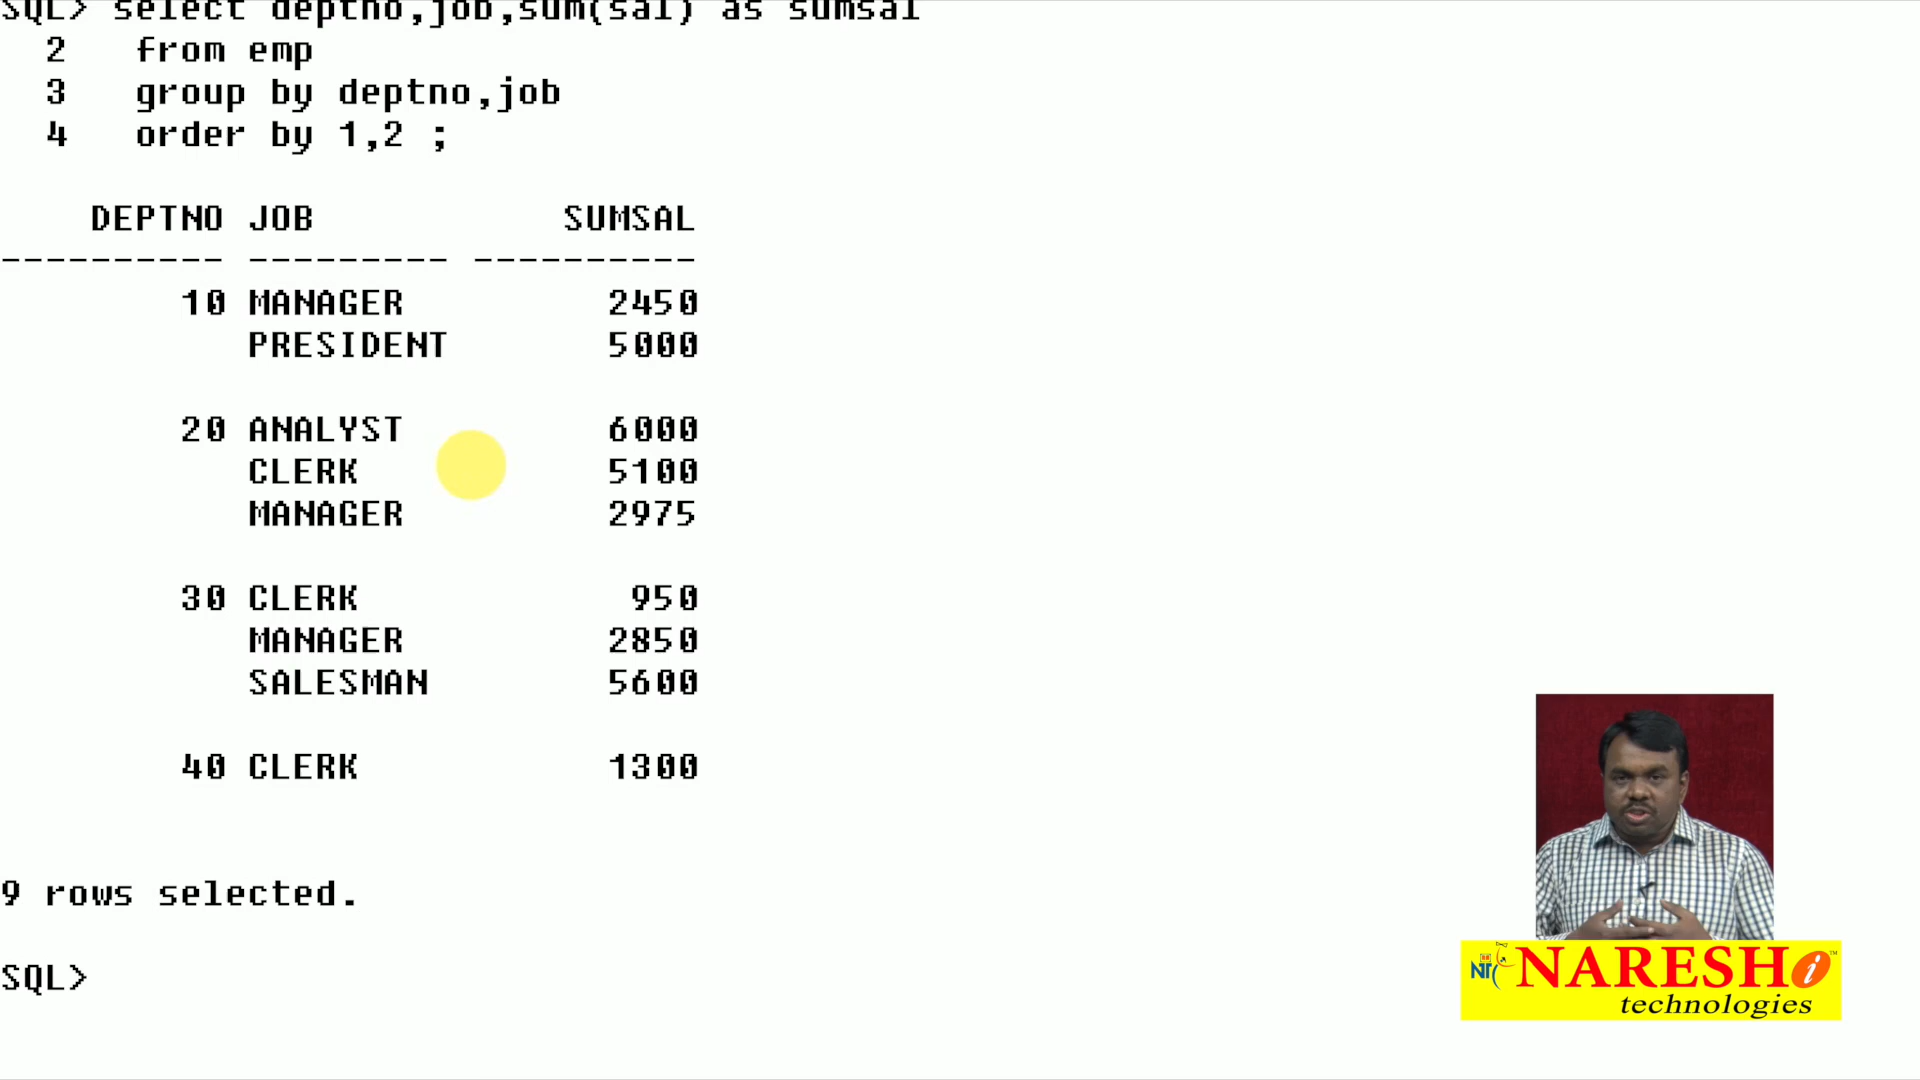 SQL> select deptno,job,sum(sal) as sumsal
2 from emp
3 group by deptno,job
4 order by 1,2 ;
DEPTNO JOB SUMSAL
---------- --------- ----------
10 MANAGER 2450
PRESIDENT 5000
20 ANALYST 6000
CLERK 5100
MANAGER 2975
30 CLERK 950
MANAGER 2850
SALESMAN 5600
40 CLERK 1300
9 rows selected.
SQL>
NARESH i
technologies